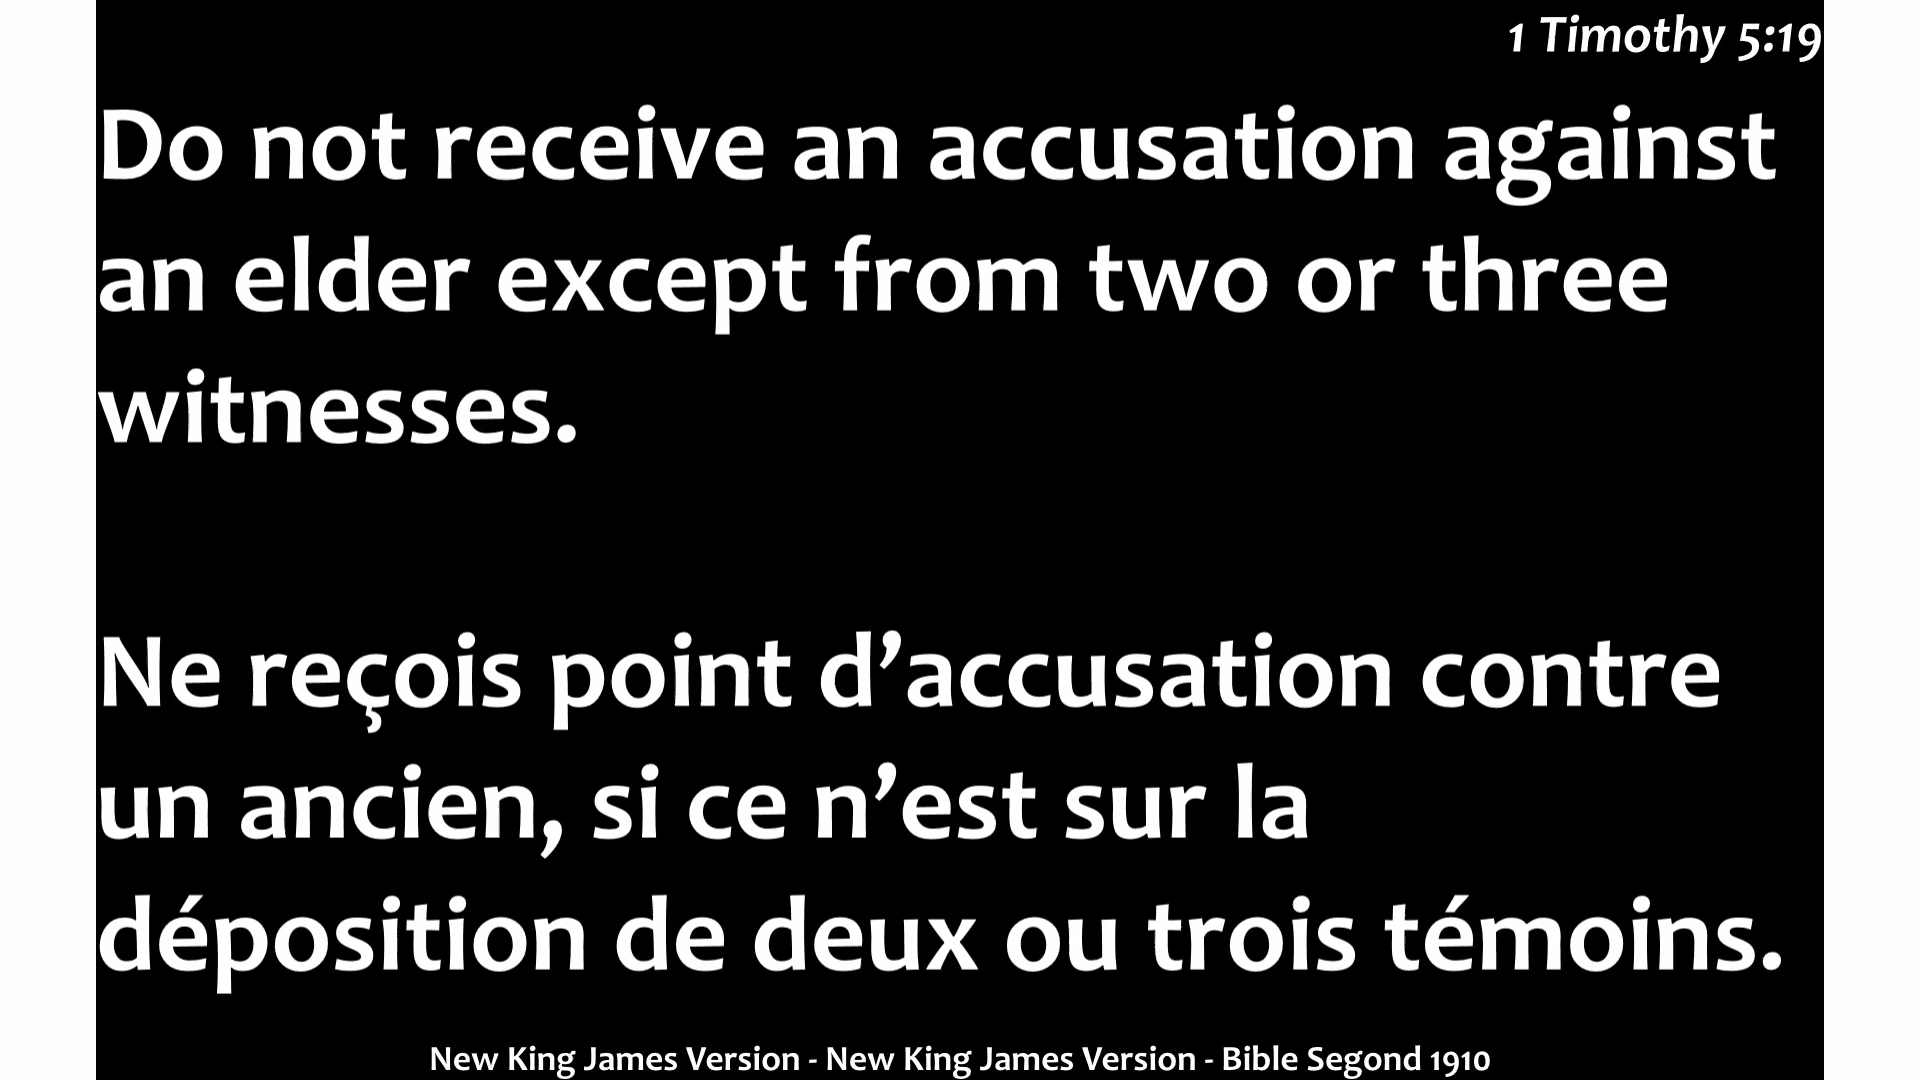 1 Timothy 5:19
Do not receive an accusation against
an elder except from two or three
witnesses.
Ne reçois point d’accusation contre
un ancien, si ce n’est sur la
déposition de deux ou trois témoins.
New King James Version - New King James Version - Bible Segond 1910